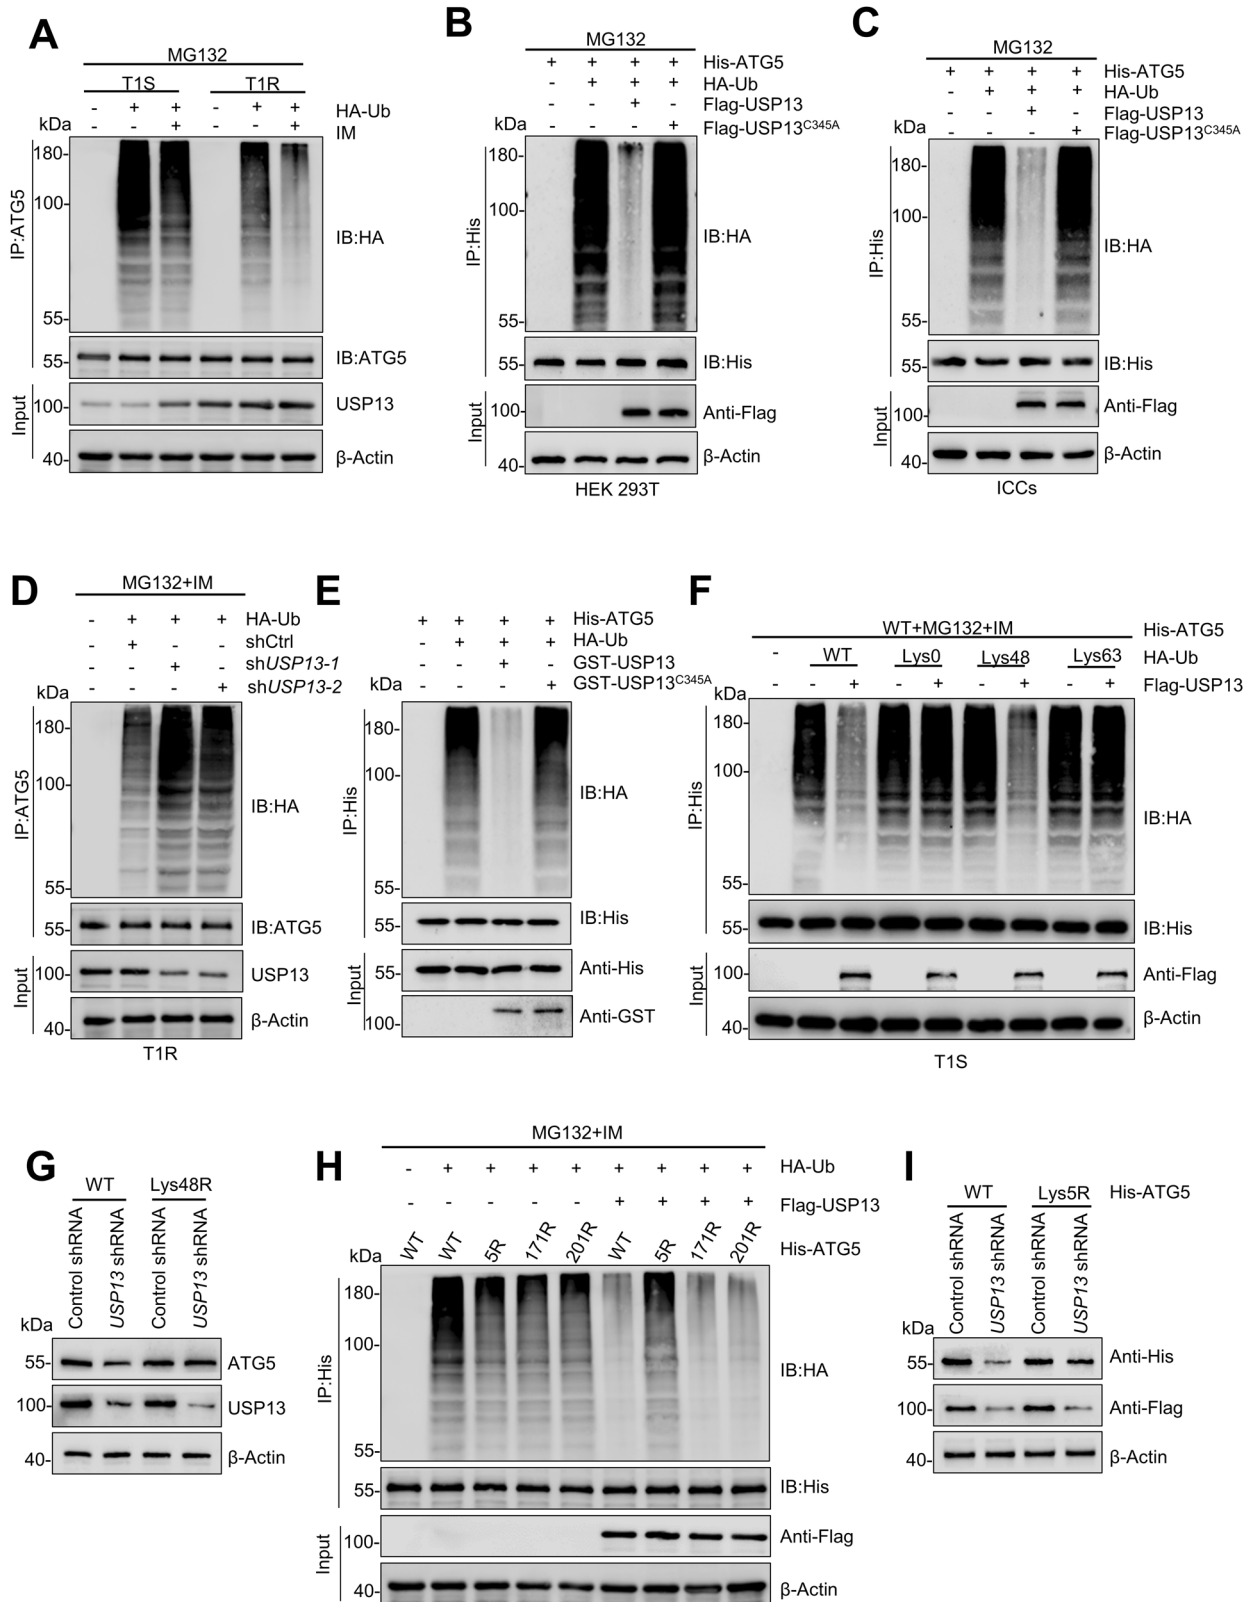 A
MG132
T1S T1R
- + + - + + HA-Ub
- - + - - + IM
kDa
180-
100-
55-
IP:ATG5
IB:HA
55-
IB:ATG5
Input
100-
USP13
40-
β-Actin
B
MG132
+ + + + His-ATG5
- + + + HA-Ub
- - + - Flag-USP13
- - - + Flag-USP13C345A
kDa
180-
100-
55-
IP:His
IB:HA
55-
IB:His
Input
100-
Anti-Flag
40-
β-Actin
HEK 293T
C
MG132
+ + + + His-ATG5
- + + + HA-Ub
- - + - Flag-USP13
- - - + Flag-USP13C345A
kDa
180-
100-
55-
IP:His
IB:HA
55-
IB:His
Input
100-
Anti-Flag
40-
β-Actin
ICCs
D
MG132+IM
- + + + HA-Ub
- + - - shCtrl
- - + - shUSP13-1
- - - + shUSP13-2
kDa
180-
100-
55-
IP:ATG5
IB:HA
55-
IB:ATG5
Input
100-
USP13
40-
β-Actin
T1R
E
+ + + + His-ATG5
- + + + HA-Ub
- - + - GST-USP13
- - - + GST-USP13C345A
kDa
180-
100-
55-
IP:His
IB:HA
55-
IB:His
Input
55-
Anti-His
100-
Anti-GST
F
WT+MG132+IM His-ATG5
- WT Lys0 Lys48 Lys63 HA-Ub
- - + - + - + - + Flag-USP13
kDa
180-
100-
55-
IP:His
IB:HA
55-
IB:His
Input
100-
Anti-Flag
40-
β-Actin
T1S
G
WT Lys48R
Control shRNA
USP13 shRNA
Control shRNA
USP13 shRNA
kDa
55-
ATG5
100-
USP13
40-
β-Actin
H
MG132+IM
- + + + + + + + + HA-Ub
- - - - - + + + + Flag-USP13
WT WT 5R 171R 201R WT 5R 171R 201R His-ATG5
kDa
180-
100-
55-
IP:His
IB:HA
55-
IB:His
Input
100-
Anti-Flag
40-
β-Actin
I
WT Lys5R His-ATG5
Control shRNA
USP13 shRNA
Control shRNA
USP13 shRNA
kDa
55-
Anti-His
100-
Anti-Flag
40-
β-Actin